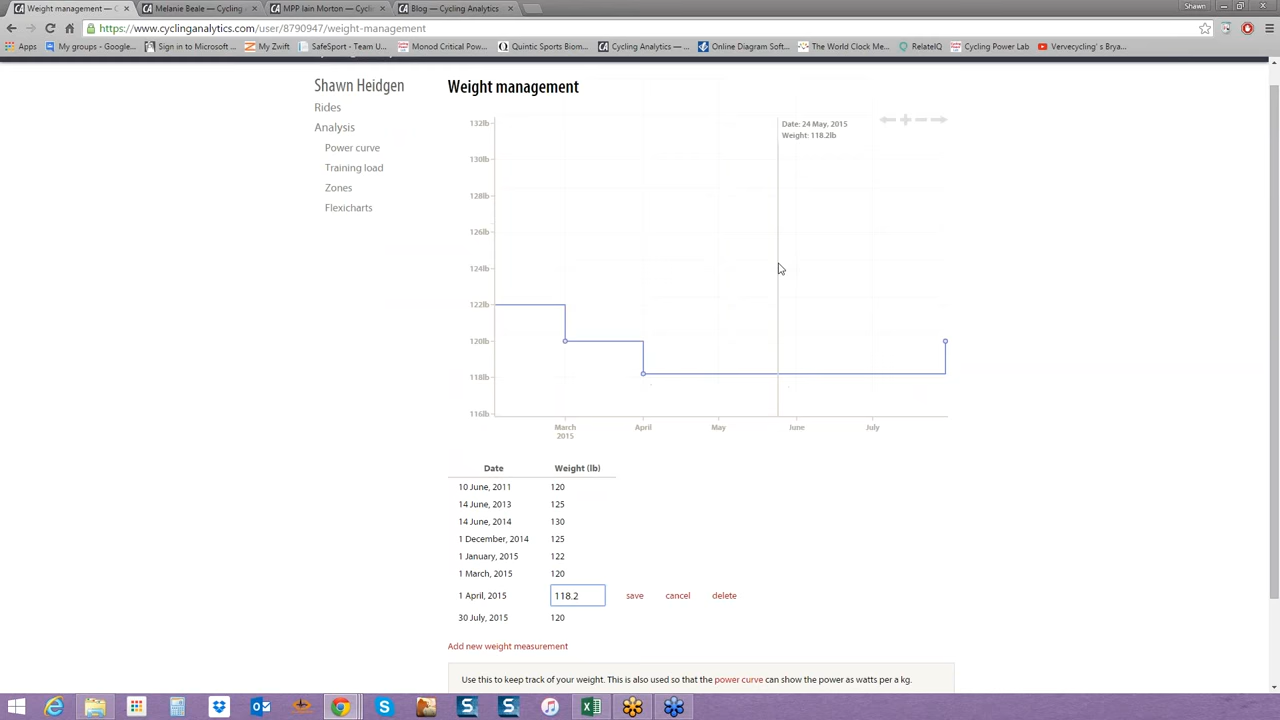 Weight management — C
Melanie Beale — Cycling
MPP Iain Morton — Cyclin
Blog — Cycling Analytics
Shawn
https://www.cyclinganalytics.com/user/8790947/weight-management
Apps
My groups - Google...
Sign in to Microsoft ...
My Zwift
SafeSport - Team U...
Monod Critical Pow...
Quintic Sports Biom...
Cycling Analytics — ...
Online Diagram Soft...
The World Clock Me...
RelateIQ
Cycling Power Lab
Vervecycling' s Brya...
Shawn Heidgen
Rides
Analysis
Power curve
Training load
Zones
Flexicharts
Weight management
Date: 24 May, 2015
Weight: 118.2lb
132lb
130lb
128lb
126lb
124lb
122lb
120lb
118lb
116lb
March April May June July
2015
Date Weight (lb)
10 June, 2011 120
14 June, 2013 125
14 June, 2014 130
1 December, 2014 125
1 January, 2015 122
1 March, 2015 120
1 April, 2015 118.2 save cancel delete
30 July, 2015 120
Add new weight measurement
Use this to keep track of your weight. This is also used so that the power curve can show the power as watts per a kg.